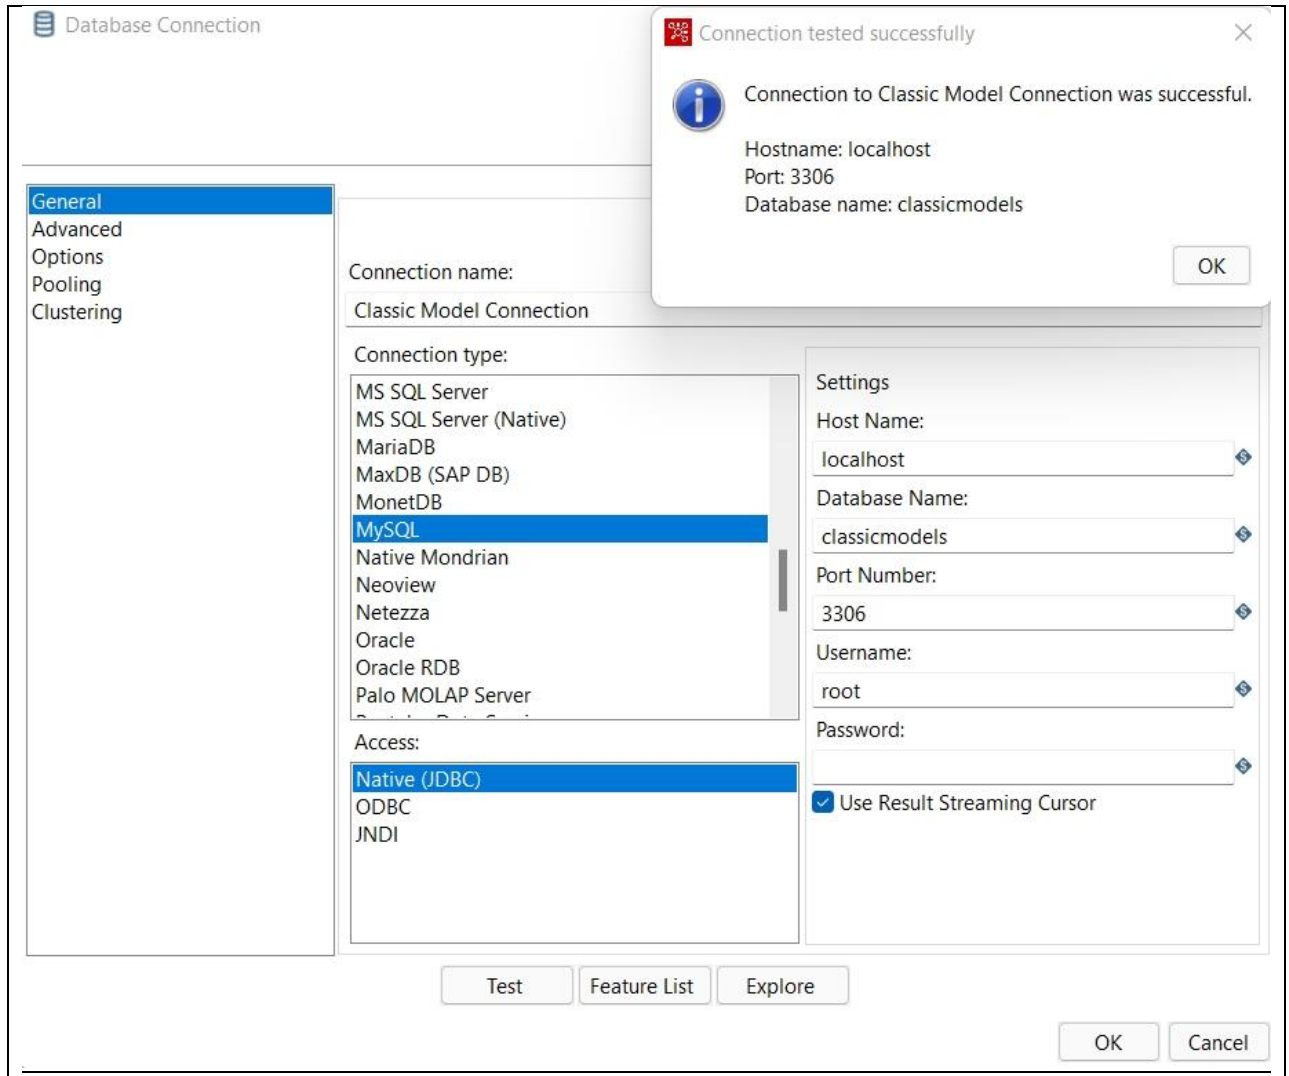 Database Connection
Connection tested successfully
Connection to Classic Model Connection was successful.
Hostname: localhost
Port: 3306
Database name: classicmodels
OK
General
Advanced
Options
Pooling
Clustering
Connection name:
Classic Model Connection
Connection type:
MS SQL Server
MS SQL Server (Native)
MariaDB
MaxDB (SAP DB)
MonetDB
MySQL
Native Mondrian
Neoview
Netezza
Oracle
Oracle RDB
Palo MOLAP Server
Access:
Native (JDBC)
ODBC
JNDI
Settings
Host Name:
localhost
Database Name:
classicmodels
Port Number:
3306
Username:
root
Password:
Use Result Streaming Cursor
Test
Feature List
Explore
OK
Cancel